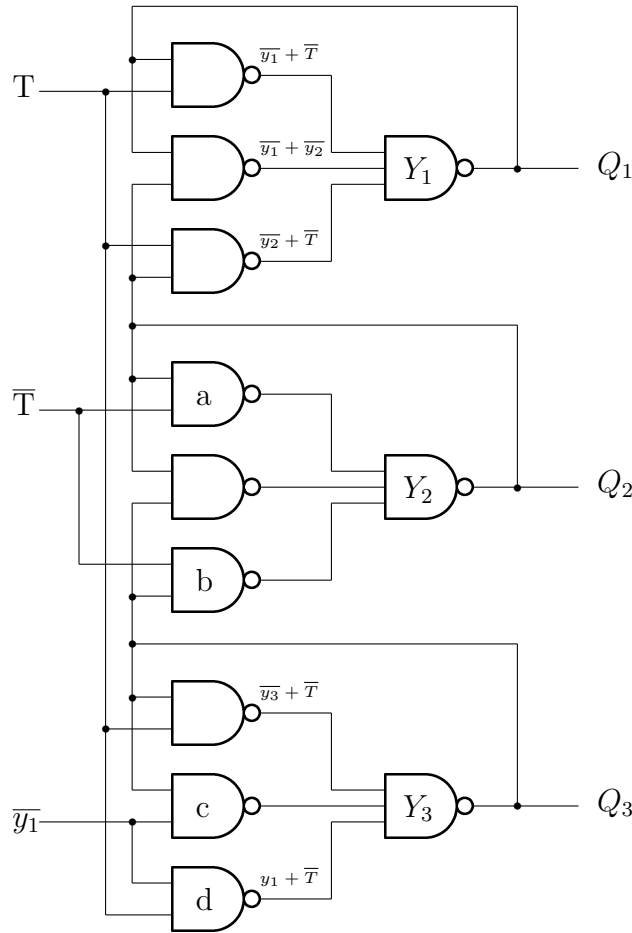 T
$\overline{y_1} + \overline{T}$
$\overline{y_1} + \overline{y_2}$
$Y_1$
$Q_1$
$\overline{y_2} + \overline{T}$
$\overline{\mathrm{T}}$
a
$Y_2$
$Q_2$
b
$\overline{y_3} + \overline{T}$
$\overline{y_1}$
c
$Y_3$
$Q_3$
d
$y_1 + \overline{T}$